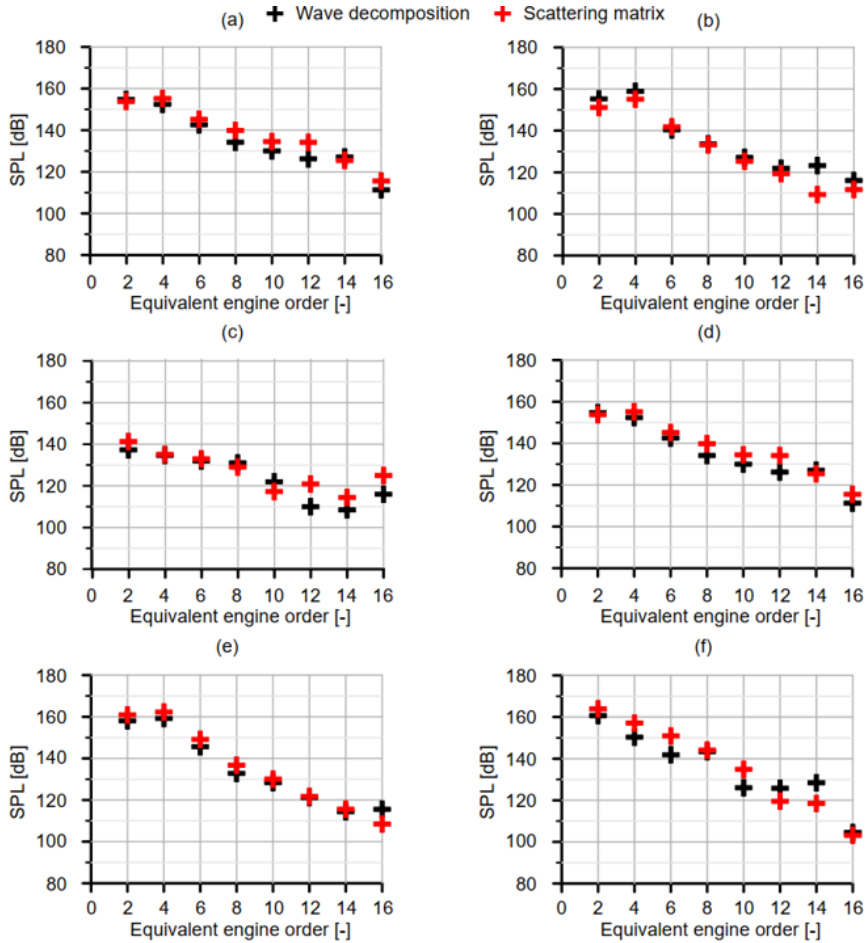 (a) Wave decomposition Scattering matrix (b)
180 180
160 160
140 140
120 120
100 100
80 80
SPL [dB] SPL [dB]
0 2 4 6 8 10 12 14 16 0 2 4 6 8 10 12 14 16
Equivalent engine order [-] Equivalent engine order [-]
(c) (d)
180 180
160 160
140 140
120 120
100 100
80 80
SPL [dB] SPL [dB]
0 2 4 6 8 10 12 14 16 0 2 4 6 8 10 12 14 16
Equivalent engine order [-] Equivalent engine order [-]
(e) (f)
180 180
160 160
140 140
120 120
100 100
80 80
SPL [dB] SPL [dB]
0 2 4 6 8 10 12 14 16 0 2 4 6 8 10 12 14 16
Equivalent engine order [-] Equivalent engine order [-]